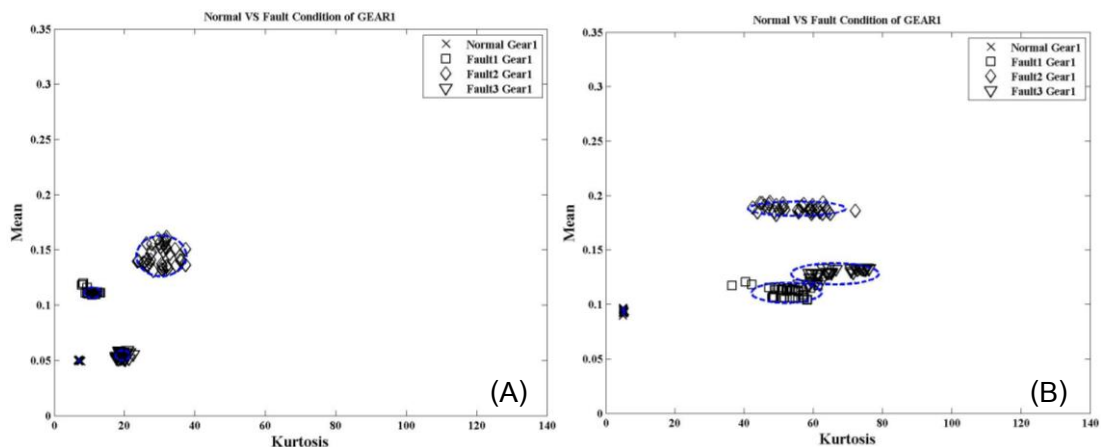 Normal VS Fault Condition of GEAR1
0.35
0.3
0.25
0.2
0.15
0.1
0.05
0
Mean
Normal Gear1
Fault1 Gear1
Fault2 Gear1
Fault3 Gear1
(A)
0 20 40 60 80 100 120 140
Kurtosis
Normal VS Fault Condition of GEAR1
0.35
0.3
0.25
0.2
0.15
0.1
0.05
0
Mean
Normal Gear1
Fault1 Gear1
Fault2 Gear1
Fault3 Gear1
(B)
0 20 40 60 80 100 120 140
Kurtosis